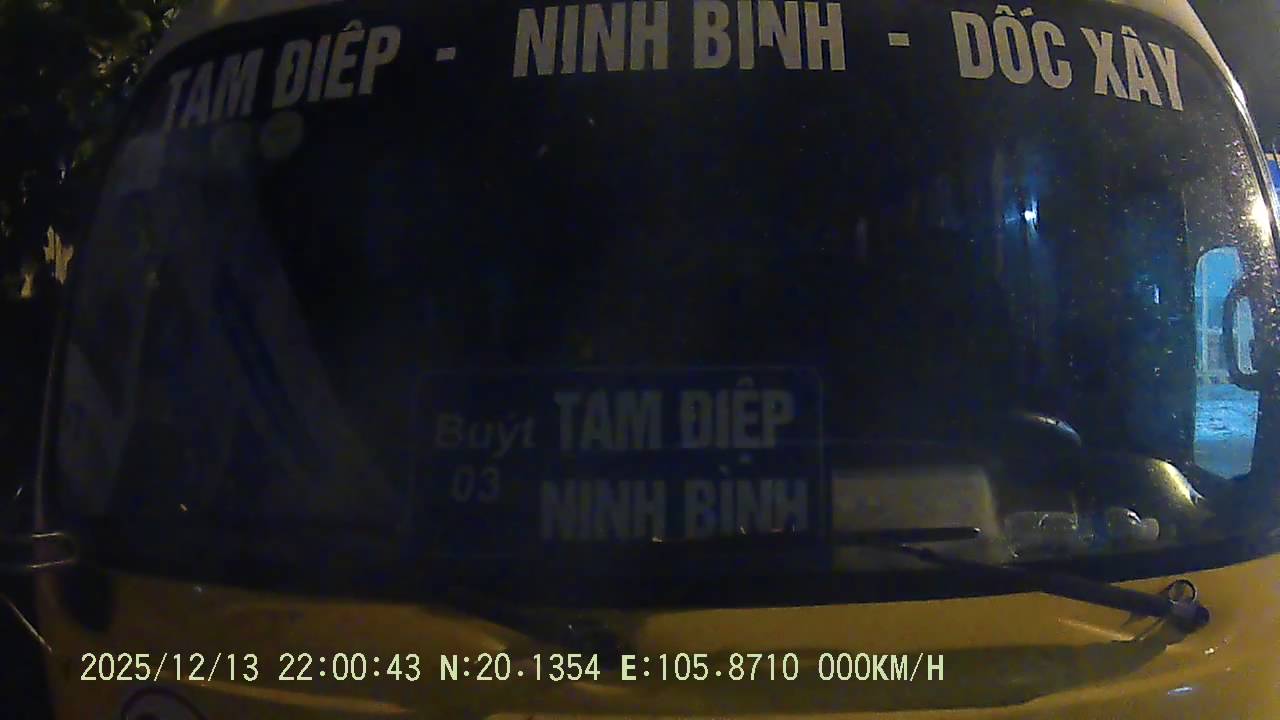 TAM ĐIỆP - NINH BÌNH - DỐC XÂY
Buýt 03
TAM ĐIỆP
NINH BÌNH
2025/12/13 22:00:43 N:20.1354 E:105.8710 000KM/H